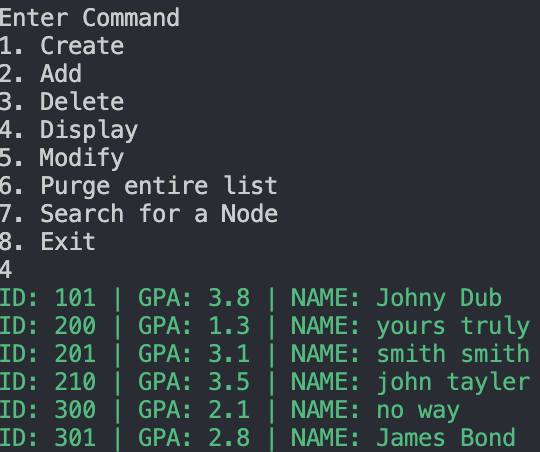 Enter Command
1. Create
2. Add
3. Delete
4. Display
5. Modify
6. Purge entire list
7. Search for a Node
8. Exit
4
ID: 101 | GPA: 3.8 | NAME: Johny Dub
ID: 200 | GPA: 1.3 | NAME: yours truly
ID: 201 | GPA: 3.1 | NAME: smith smith
ID: 210 | GPA: 3.5 | NAME: john tayler
ID: 300 | GPA: 2.1 | NAME: no way
ID: 301 | GPA: 2.8 | NAME: James Bond